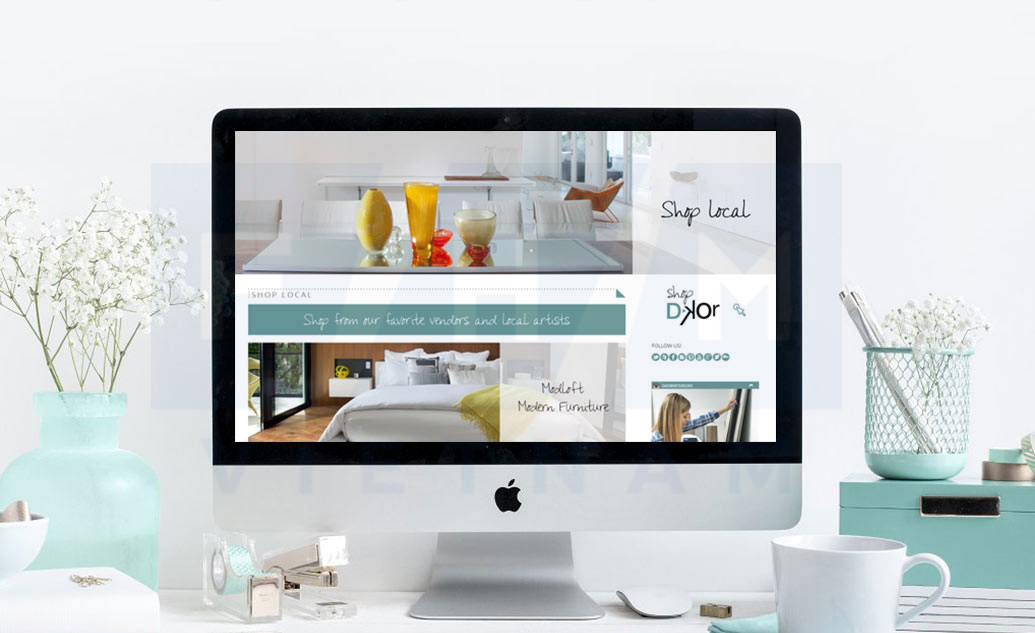 Shop local
SHOP LOCAL
Shop from our favorite vendors and local artists
shop
DKOr
FOLLOW US!
Modloft
Modern Furniture
VIETNAM